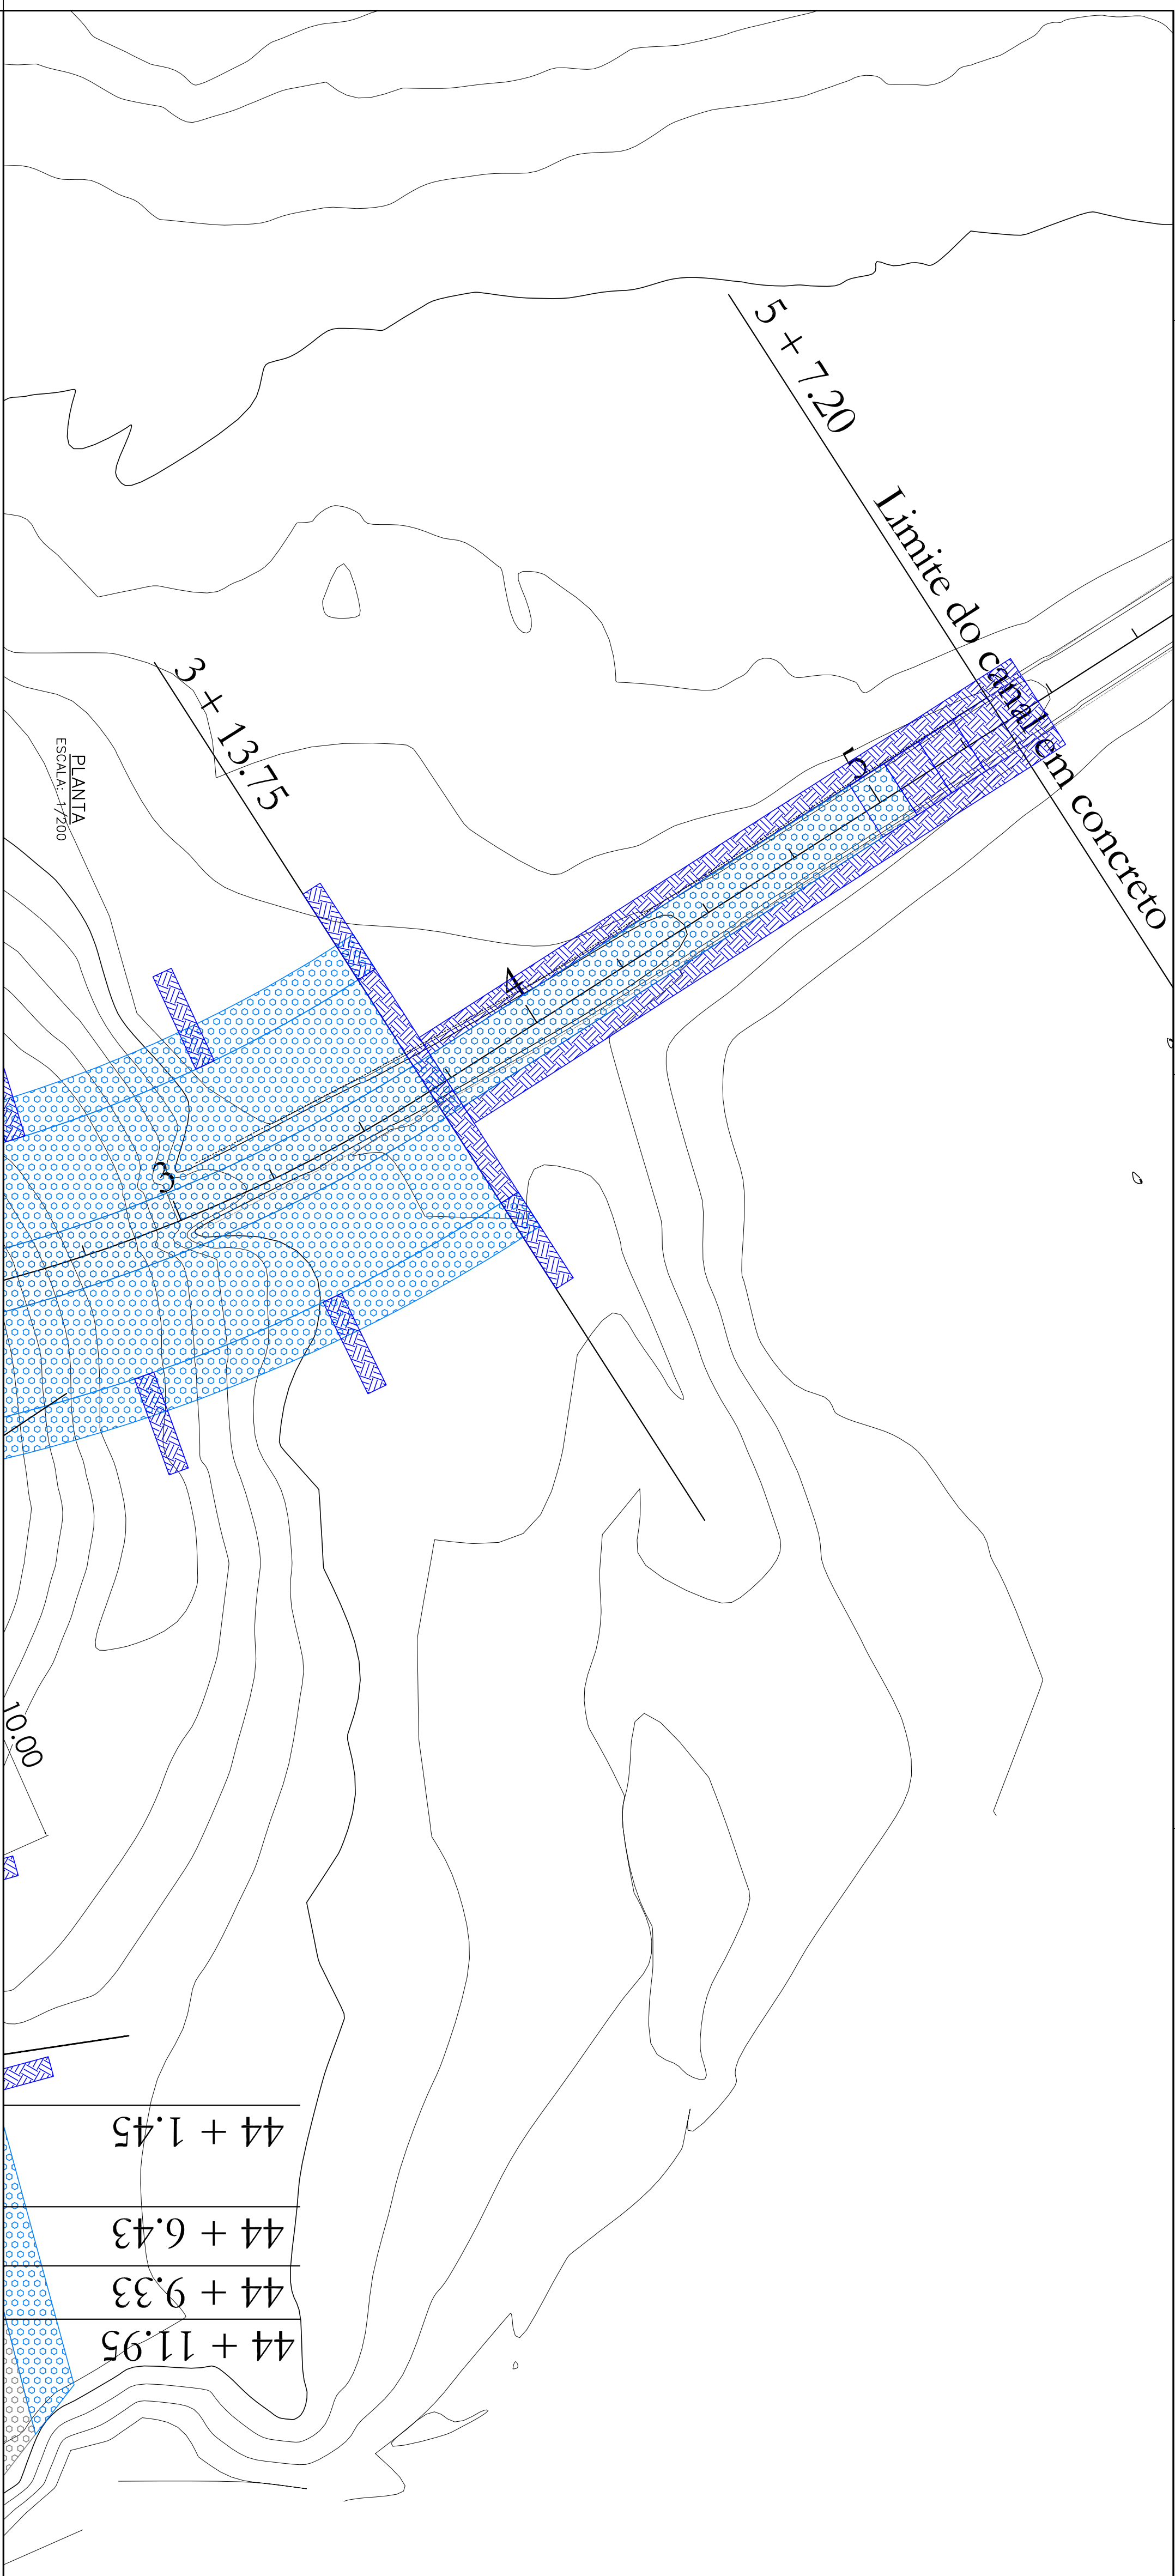 5 + 7.20
Limite do canal em concreto
3 + 13.75
PLANTA
ESCALA: 1/200
5
4
3
10.00
44 + 1.45
44 + 6.43
44 + 9.33
44 + 11.95